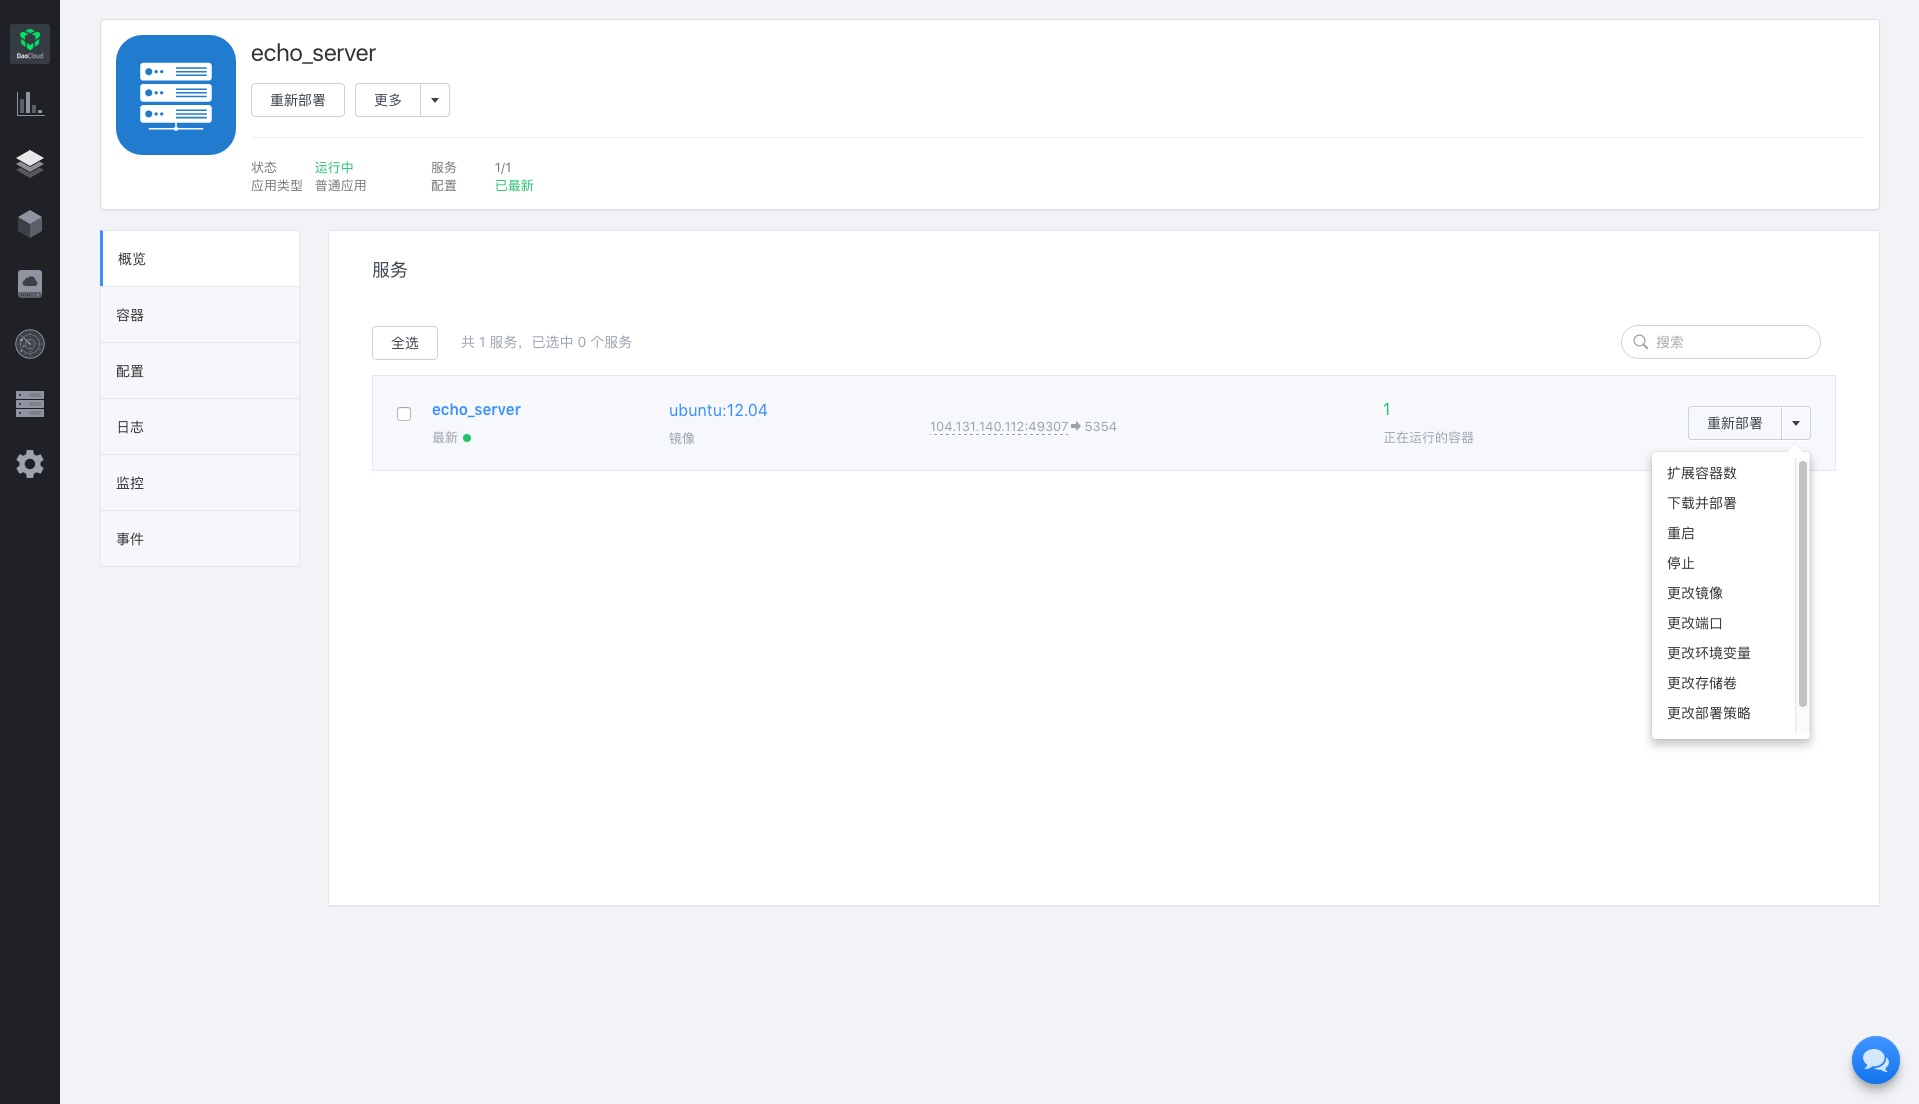 DaoCloud
echo_server
重新部署
更多
状态 运行中 服务 1/1
应用类型 普通应用 配置 已最新
概览
容器
配置
日志
监控
事件
服务
全选
共 1 服务，已选中 0 个服务
搜索
echo_server
最新
ubuntu:12.04
镜像
104.131.140.112:49307 ➡ 5354
1
正在运行的容器
重新部署
扩展容器数
下载并部署
重启
停止
更改镜像
更改端口
更改环境变量
更改存储卷
更改部署策略